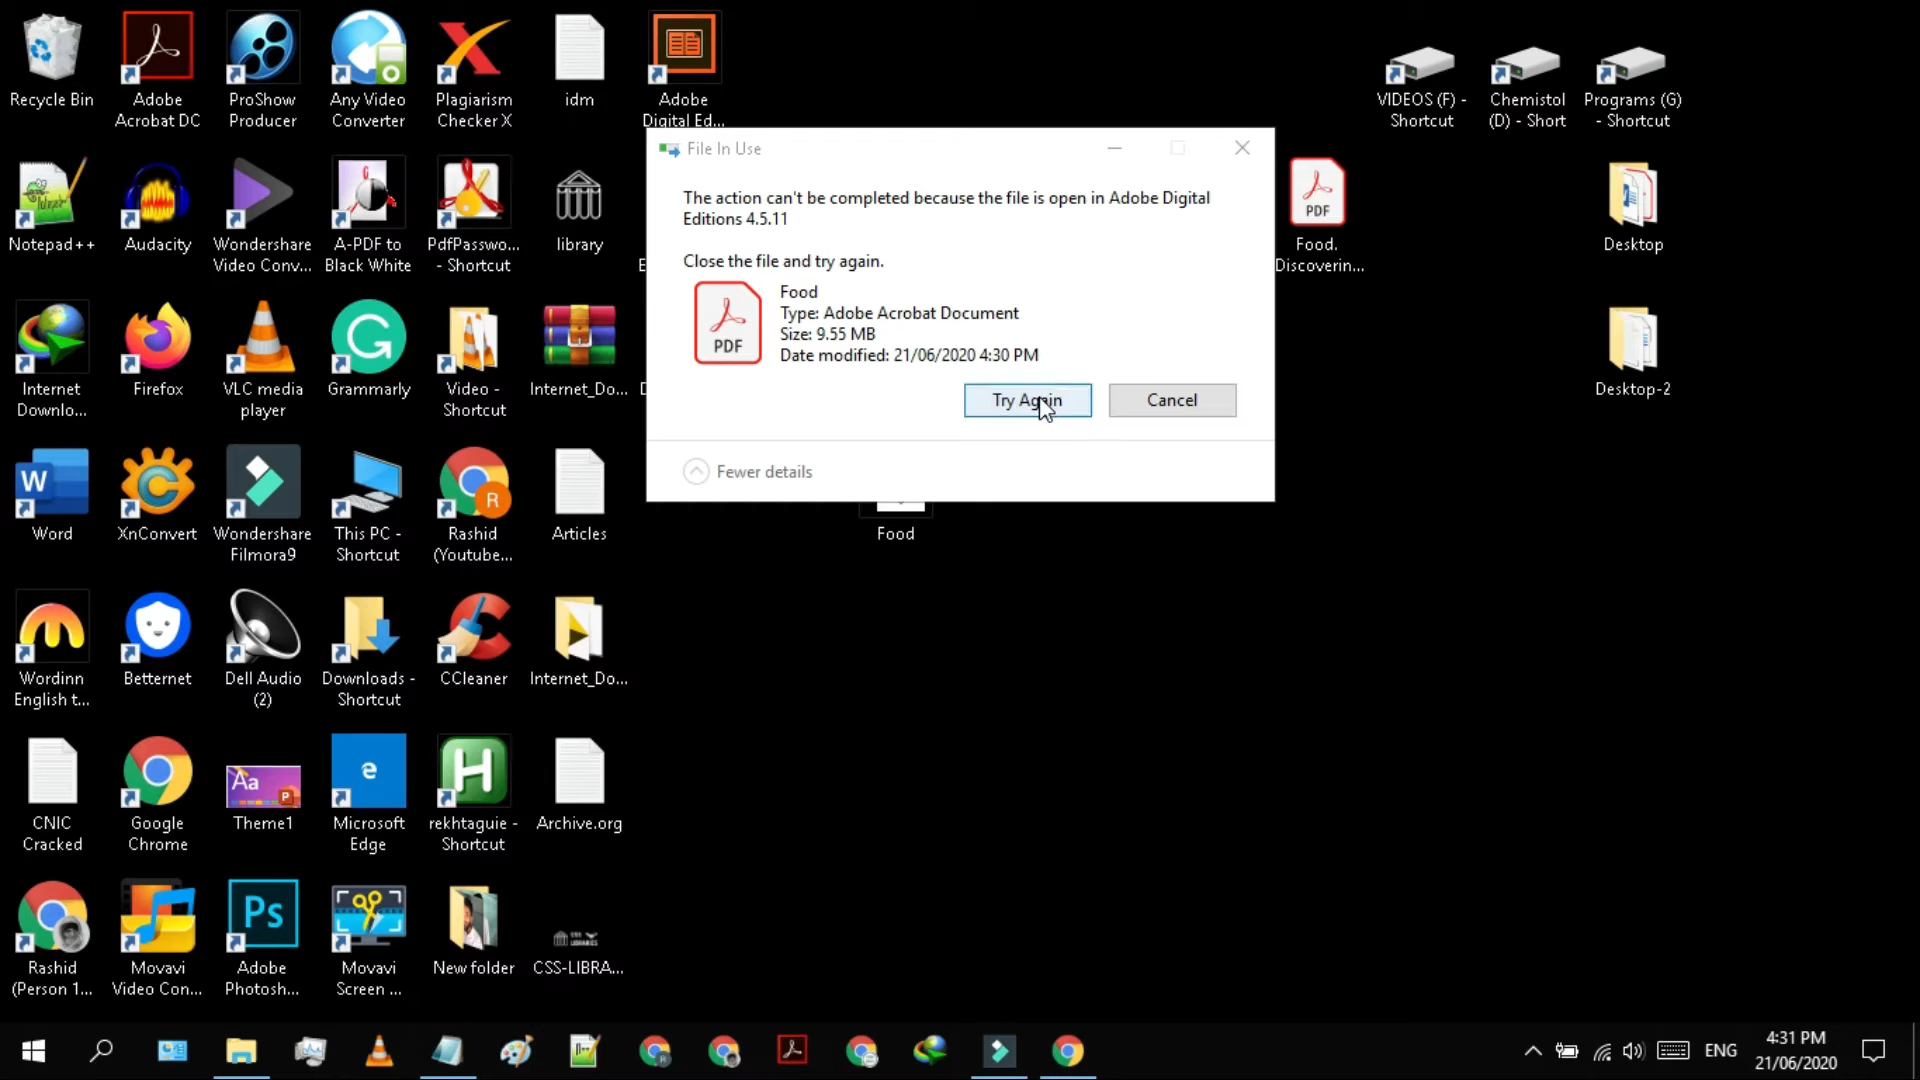 Recycle Bin
Adobe
Acrobat DC
ProShow
Producer
Any Video
Converter
Plagiarism
Checker X
idm
Adobe
Digital Ed...
VIDEOS (F) -
Shortcut
Chemistol
(D) - Short
Programs (G)
- Shortcut
File In Use
The action can't be completed because the file is open in Adobe Digital
Editions 4.5.11
Close the file and try again.
PDF
Food
Type: Adobe Acrobat Document
Size: 9.55 MB
Date modified: 21/06/2020 4:30 PM
Try Again
Cancel
Fewer details
Notepad++
Audacity
Wondershare
Video Conv...
A-PDF to
Black White
PdfPasswo...
- Shortcut
library
PDF
Food.
Discoverin...
Desktop
Internet
Downlo...
Firefox
VLC media
player
Grammarly
Video -
Shortcut
Internet_Do...
Desktop-2
W
Word
XnConvert
Wondershare
Filmora9
This PC -
Shortcut
R
Rashid
(Youtube...
Articles
Food
Wordinn
English t...
Betternet
Dell Audio
(2)
Downloads -
Shortcut
CCleaner
Internet_Do...
CNIC
Cracked
Google
Chrome
Aa
Theme1
Microsoft
Edge
H
rekhtaguie -
Shortcut
Archive.org
Rashid
(Person 1...
Movavi
Video Con...
Ps
Adobe
Photosh...
Movavi
Screen ...
New folder
CSS-LIBRA...
ENG
4:31 PM
21/06/2020